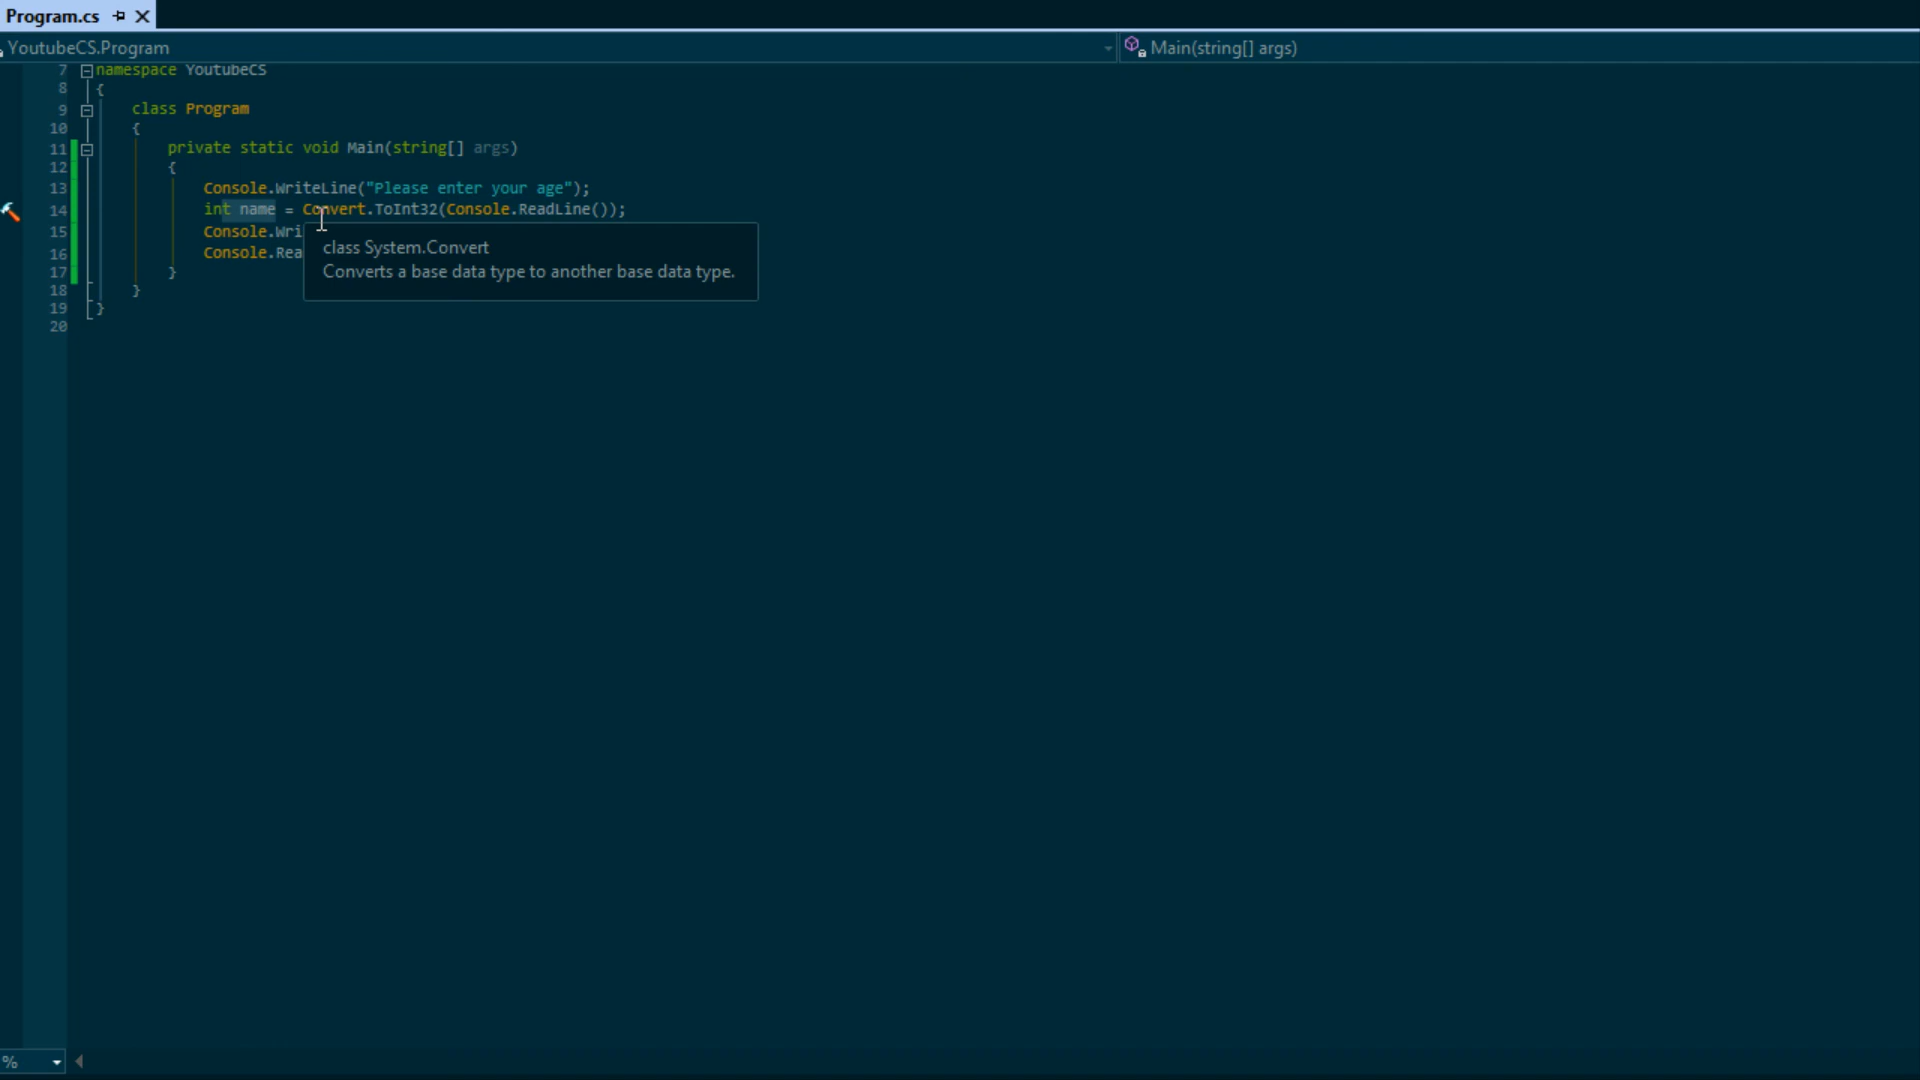 Program.cs
YoutubeCS.Program Main(string[] args)
7 namespace YoutubeCS
8 {
9 class Program
10 {
11 private static void Main(string[] args)
12 {
13 Console.WriteLine("Please enter your age");
14 int name = Convert.ToInt32(Console.ReadLine());
15 Console.Wri
class System.Convert
16 Console.Rea
Converts a base data type to another base data type.
17 }
18 }
19 }
20
%